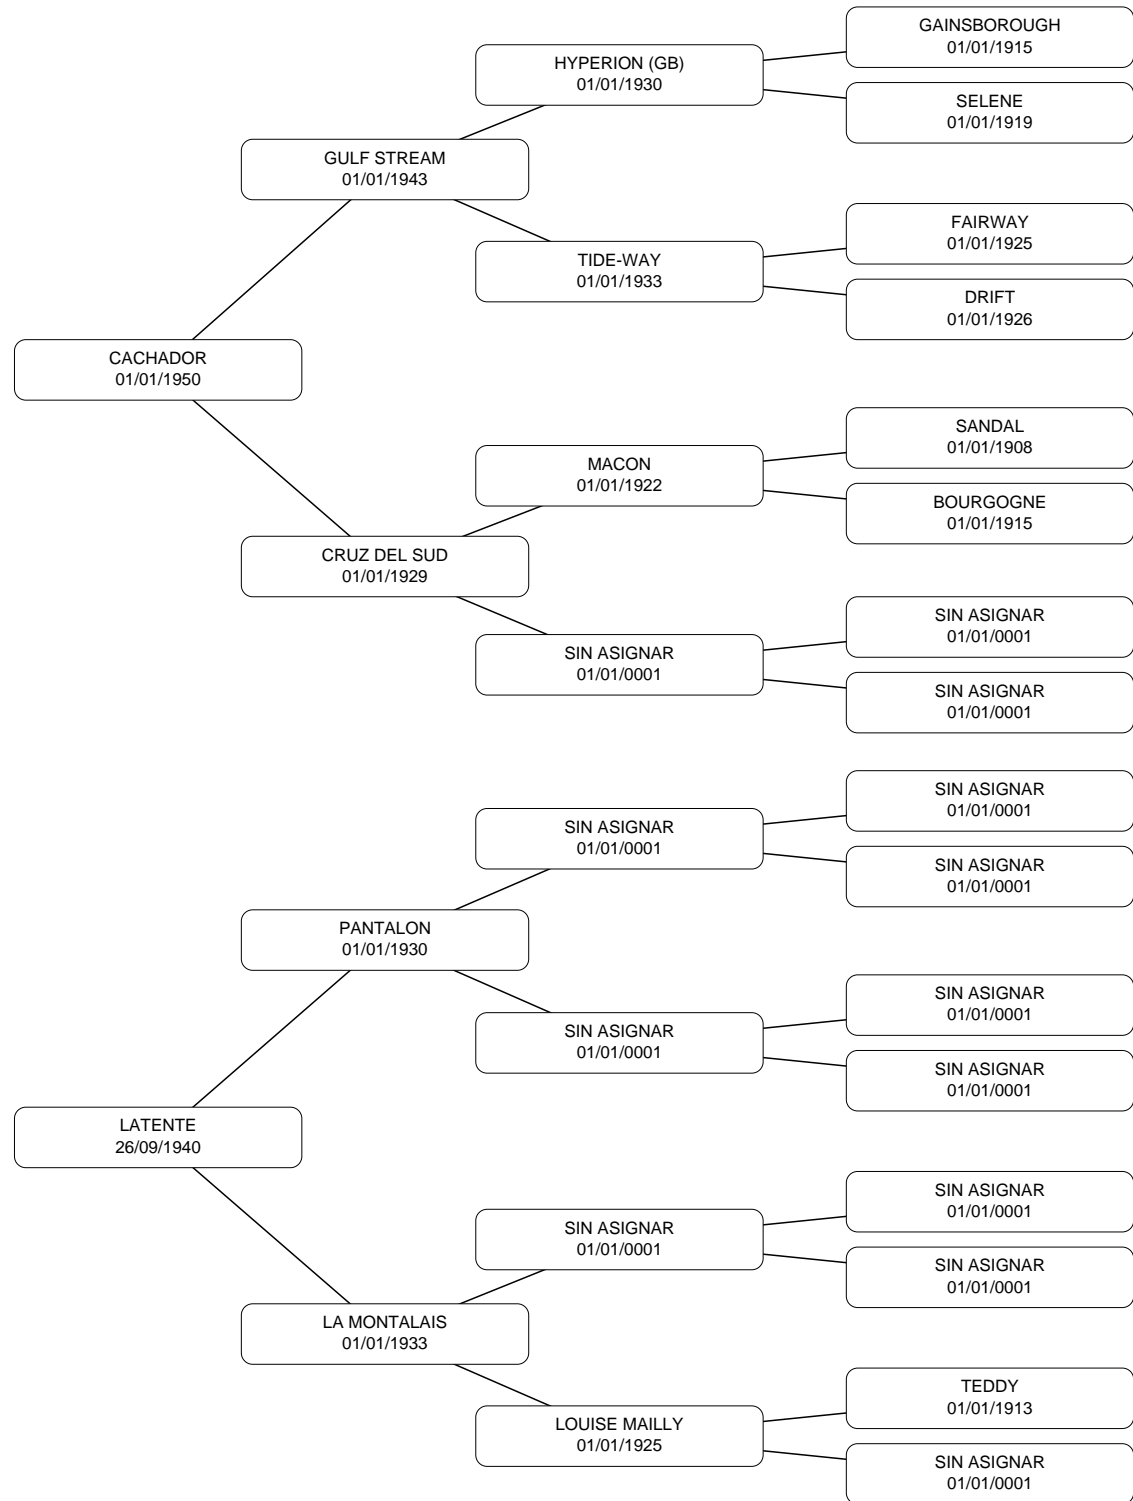 GAINSBOROUGH
01/01/1915
HYPERION (GB)
01/01/1930
SELENE
01/01/1919
GULF STREAM
01/01/1943
FAIRWAY
01/01/1925
TIDE-WAY
01/01/1933
DRIFT
01/01/1926
CACHADOR
01/01/1950
SANDAL
01/01/1908
MACON
01/01/1922
BOURGOGNE
01/01/1915
CRUZ DEL SUD
01/01/1929
SIN ASIGNAR
01/01/0001
SIN ASIGNAR
01/01/0001
SIN ASIGNAR
01/01/0001
SIN ASIGNAR
01/01/0001
SIN ASIGNAR
01/01/0001
SIN ASIGNAR
01/01/0001
PANTALON
01/01/1930
SIN ASIGNAR
01/01/0001
SIN ASIGNAR
01/01/0001
SIN ASIGNAR
01/01/0001
LATENTE
26/09/1940
SIN ASIGNAR
01/01/0001
SIN ASIGNAR
01/01/0001
SIN ASIGNAR
01/01/0001
LA MONTALAIS
01/01/1933
TEDDY
01/01/1913
LOUISE MAILLY
01/01/1925
SIN ASIGNAR
01/01/0001